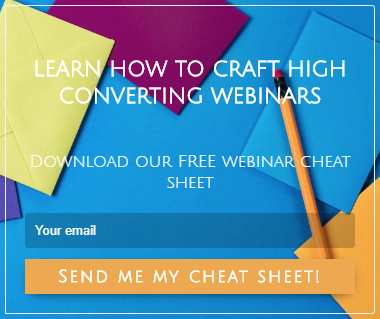 LEARN HOW TO CRAFT HIGH
CONVERTING WEBINARS
Download our FREE webinar cheat
sheet
Your email
Send me my cheat sheet!